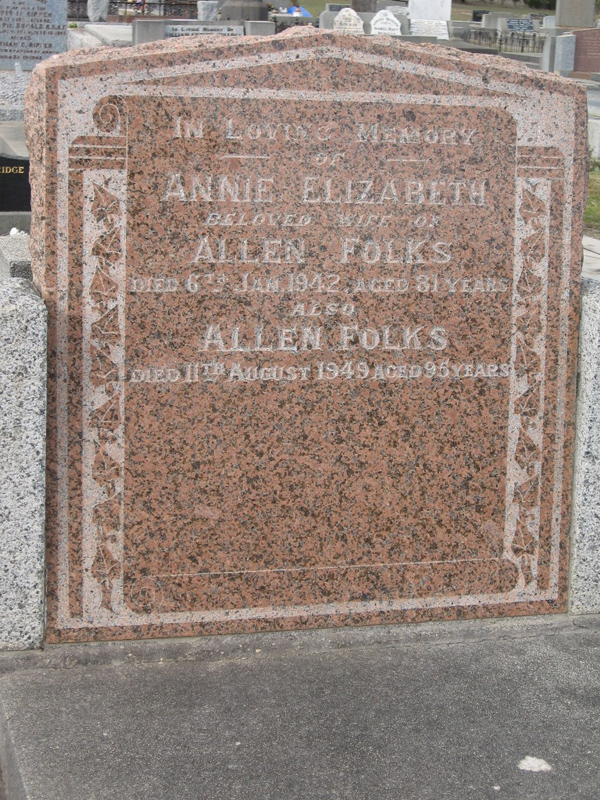 IN LOVING MEMORY
OF
ANNIE ELIZABETH
BELOVED WIFE OF
ALLEN FOLKS
DIED 6TH JAN. 1942, AGED 81 YEARS
ALSO
ALLEN FOLKS
DIED 11TH AUGUST 1949 AGED 95 YEARS